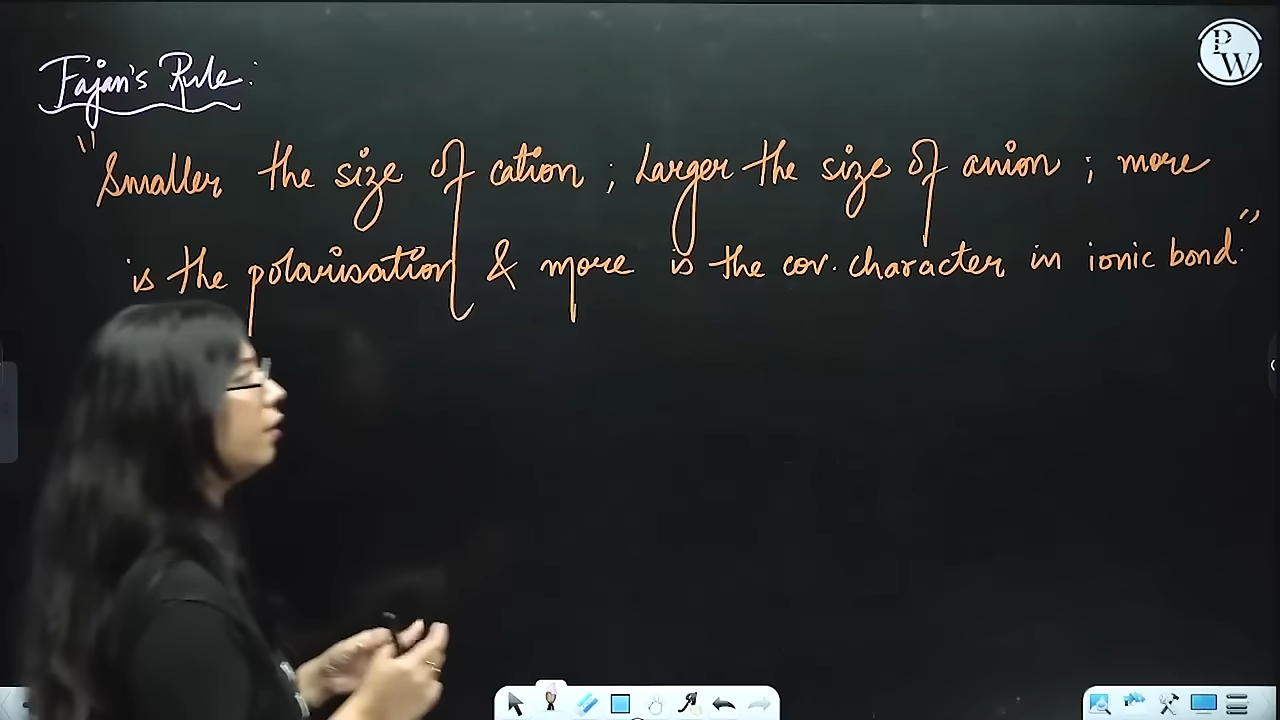 Fajan's Rule:
"Smaller the size of cation ; Larger the size of anion ; more
is the polarisation & more is the cov. character in ionic bond."
PW